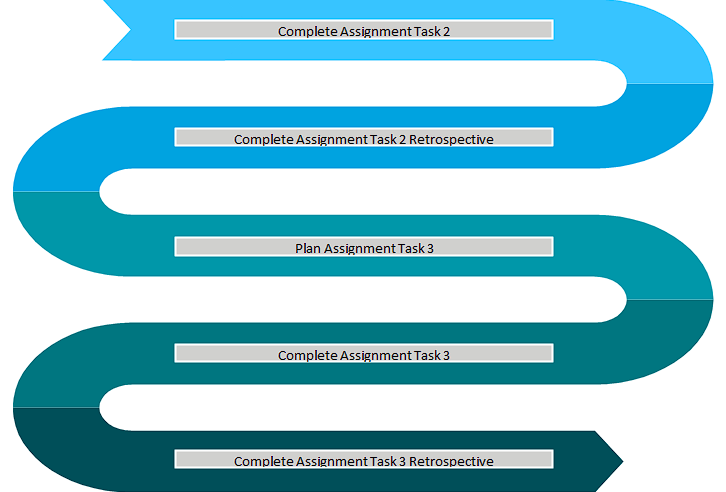 Complete Assignment Task 2
Complete Assignment Task 2 Retrospective
Plan Assignment Task 3
Complete Assignment Task 3
Complete Assignment Task 3 Retrospective